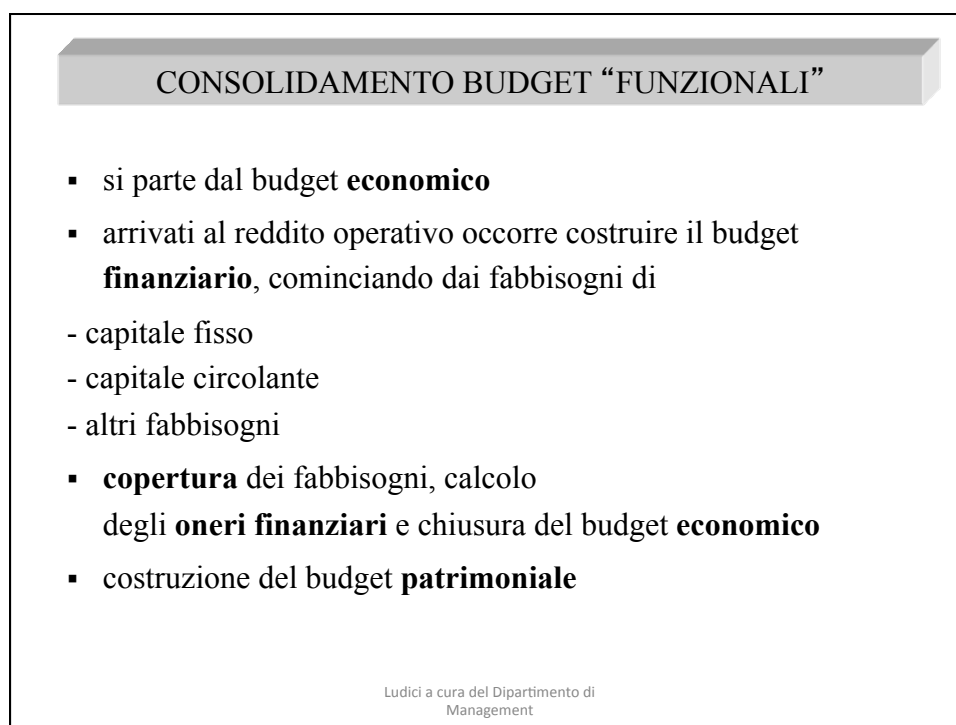 CONSOLIDAMENTO BUDGET “FUNZIONALI”
▪ si parte dal budget economico
▪ arrivati al reddito operativo occorre costruire il budget
finanziario, cominciando dai fabbisogni di
- capitale fisso
- capitale circolante
- altri fabbisogni
▪ copertura dei fabbisogni, calcolo
degli oneri finanziari e chiusura del budget economico
▪ costruzione del budget patrimoniale
Ludici a cura del Dipartimento di
Management